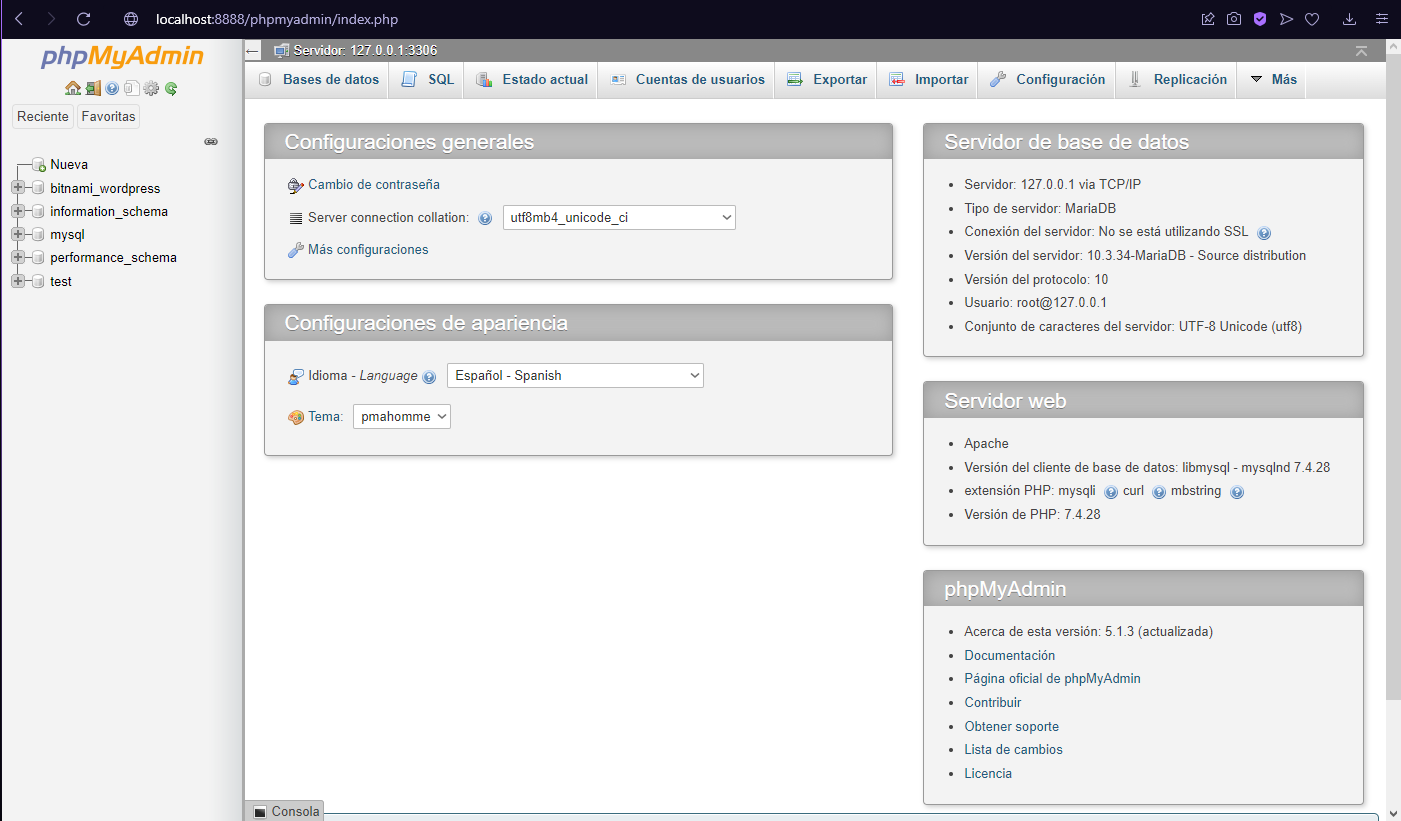 localhost:8888/phpmyadmin/index.php
phpMyAdmin
Reciente Favoritas
Nueva
bitnami_wordpress
information_schema
mysql
performance_schema
test
Servidor: 127.0.0.1:3306
Bases de datos SQL Estado actual Cuentas de usuarios Exportar Importar Configuración Replicación Más
Configuraciones generales
Cambio de contraseña
Server connection collation: utf8mb4_unicode_ci
Más configuraciones
Configuraciones de apariencia
Idioma - Language Español - Spanish
Tema: pmahomme
Servidor de base de datos
Servidor: 127.0.0.1 via TCP/IP
Tipo de servidor: MariaDB
Conexión del servidor: No se está utilizando SSL
Versión del servidor: 10.3.34-MariaDB - Source distribution
Versión del protocolo: 10
Usuario: root@127.0.0.1
Conjunto de caracteres del servidor: UTF-8 Unicode (utf8)
Servidor web
Apache
Versión del cliente de base de datos: libmysql - mysqlnd 7.4.28
extensión PHP: mysqli curl mbstring
Versión de PHP: 7.4.28
phpMyAdmin
Acerca de esta versión: 5.1.3 (actualizada)
Documentación
Página oficial de phpMyAdmin
Contribuir
Obtener soporte
Lista de cambios
Licencia
Consola